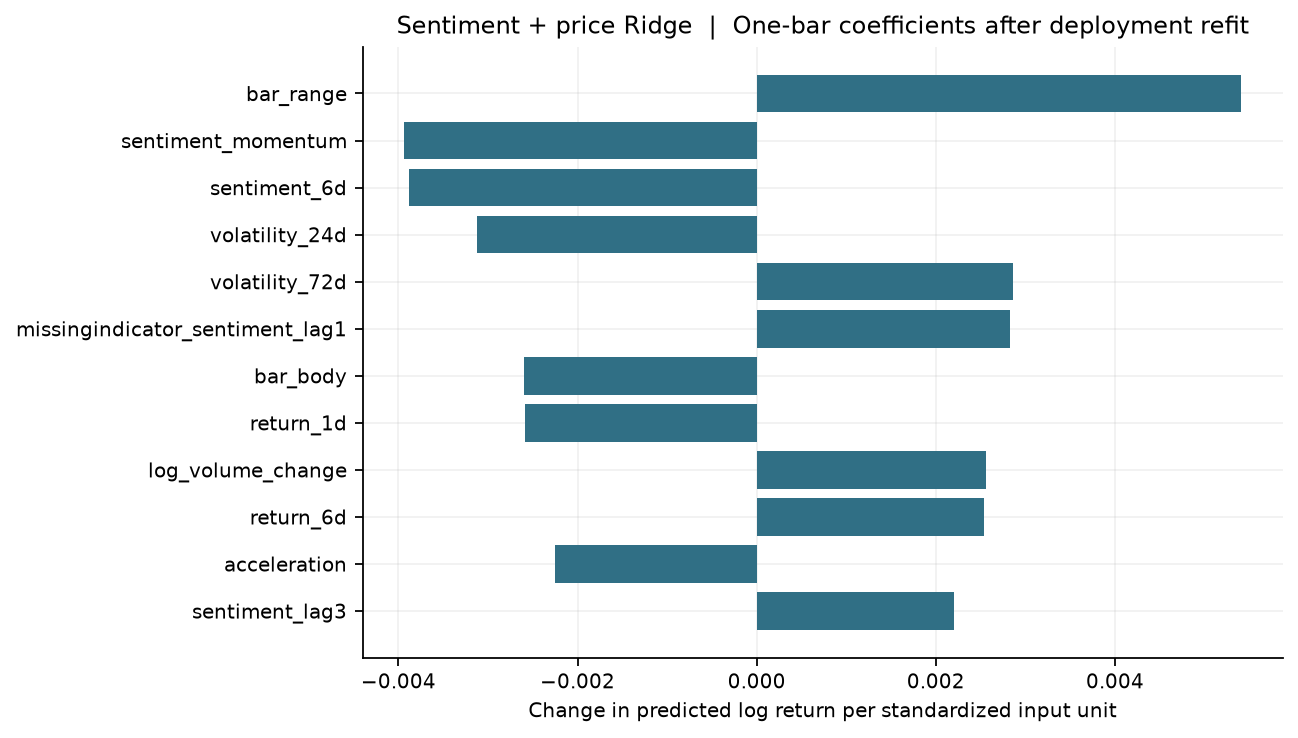 Sentiment + price Ridge | One-bar coefficients after deployment refit
bar_range
sentiment_momentum
sentiment_6d
volatility_24d
volatility_72d
missingindicator_sentiment_lag1
bar_body
return_1d
log_volume_change
return_6d
acceleration
sentiment_lag3
−0.004 −0.002 0.000 0.002 0.004
Change in predicted log return per standardized input unit